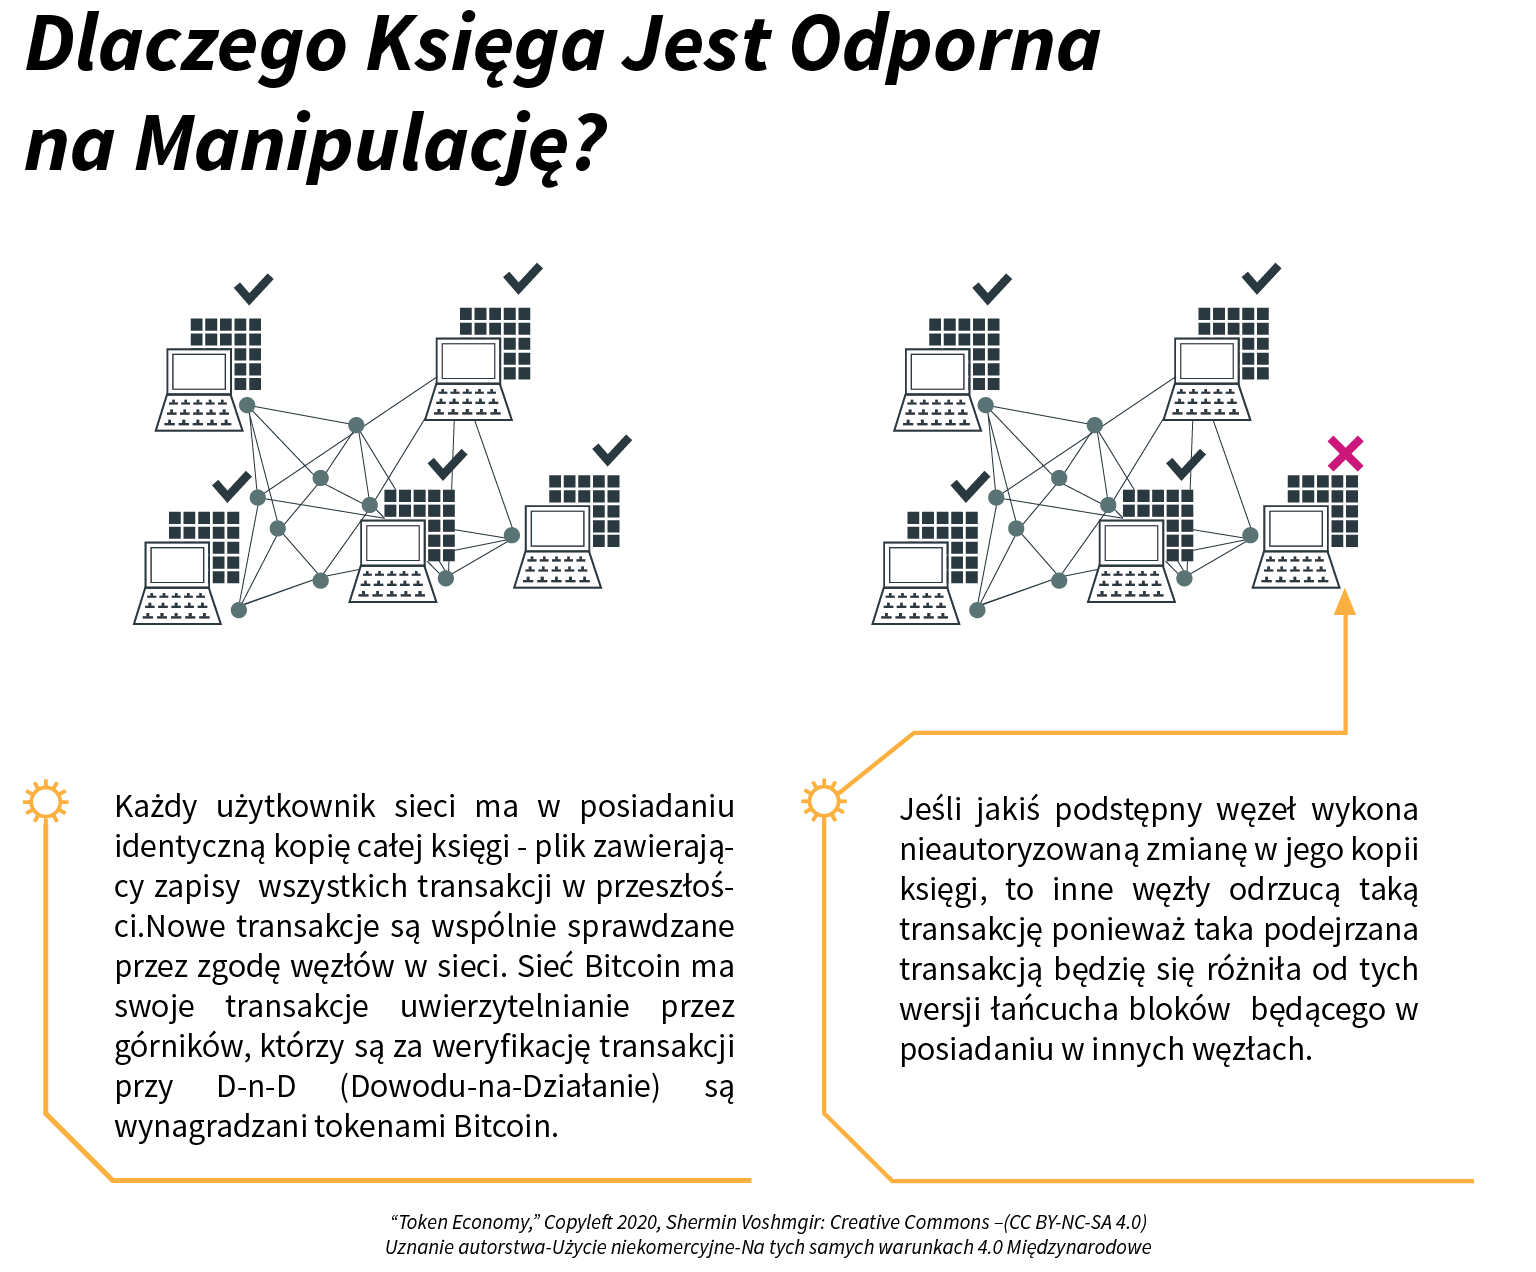 Dlaczego Księga Jest Odporna
na Manipulację?
Każdy użytkownik sieci ma w posiadaniu
identyczną kopię całej księgi - plik zawierają-
cy zapisy wszystkich transakcji w przeszłoś-
ci.Nowe transakcje są wspólnie sprawdzane
przez zgodę węzłów w sieci. Sieć Bitcoin ma
swoje transakcje uwierzytelnianie przez
górników, którzy są za weryfikację transakcji
przy D-n-D (Dowodu-na-Działanie) są
wynagradzani tokenami Bitcoin.
Jeśli jakiś podstępny węzeł wykona
nieautoryzowaną zmianę w jego kopii
księgi, to inne węzły odrzucą taką
transakcję ponieważ taka podejrzana
transakcją będzię się różniła od tych
wersji łańcucha bloków będącego w
posiadaniu w innych węzłach.
“Token Economy,” Copyleft 2020, Shermin Voshmgir: Creative Commons –(CC BY-NC-SA 4.0)
Uznanie autorstwa-Użycie niekomercyjne-Na tych samych warunkach 4.0 Międzynarodowe